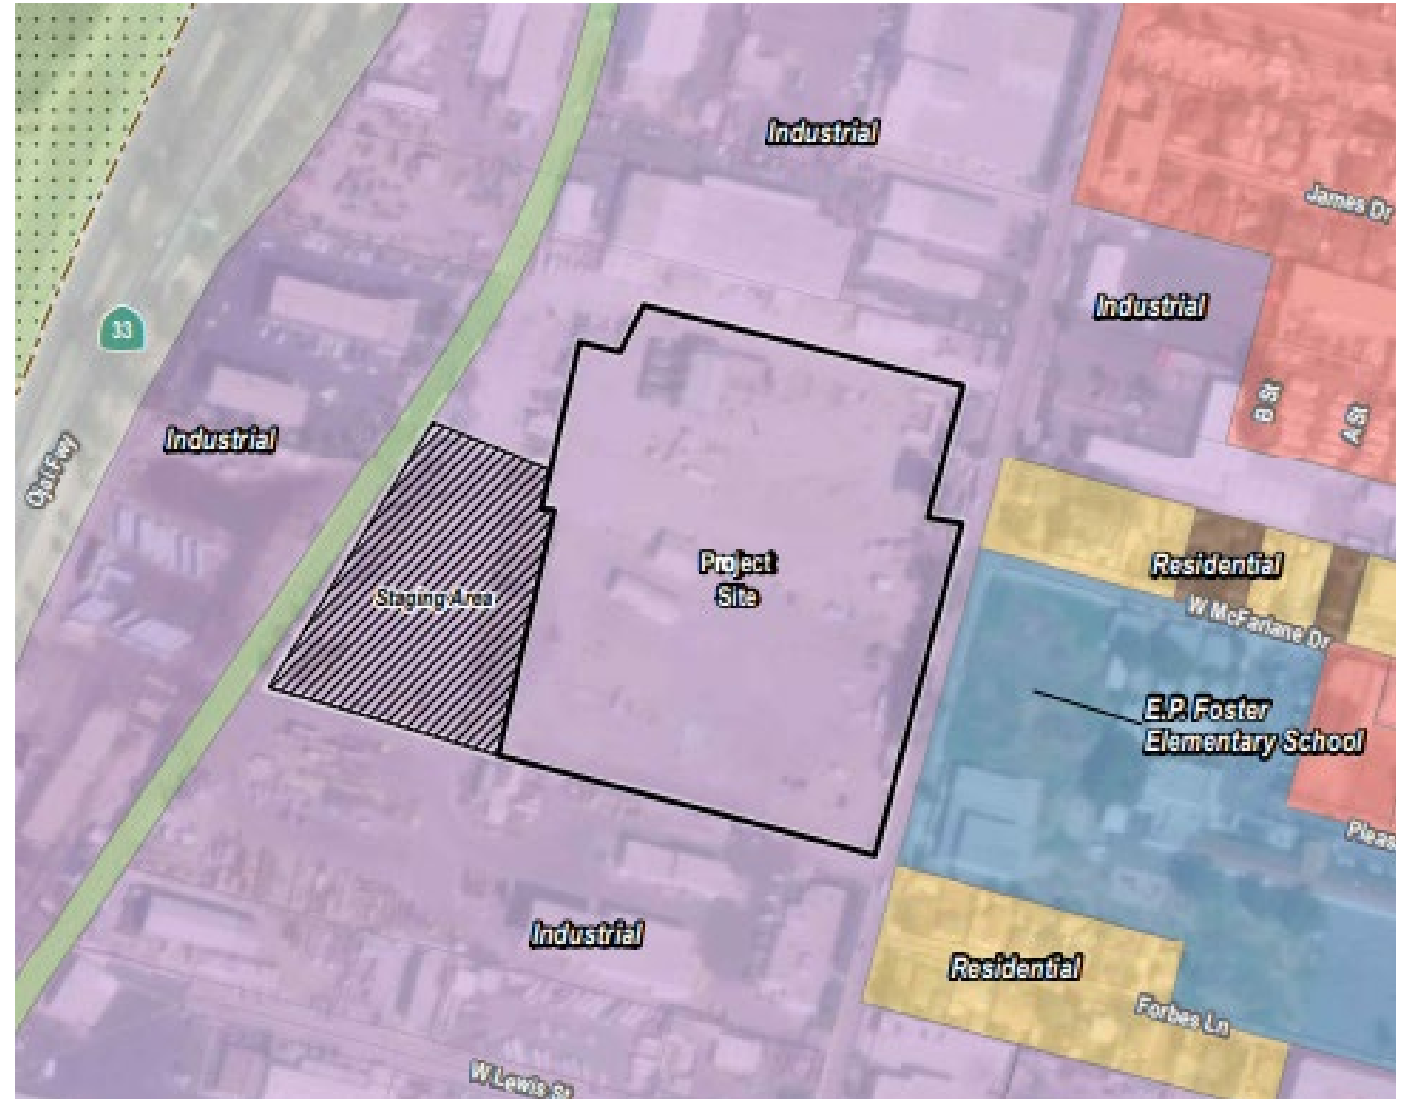 Industrial
James Dr
Industrial
33
B St
A St
Industrial
Ojai Fwy
Project
Site
Residential
Staging Area
W McFarlane Dr
E.P. Foster
Elementary School
Pleas
Industrial
Residential
Forbes Ln
W Lewis St